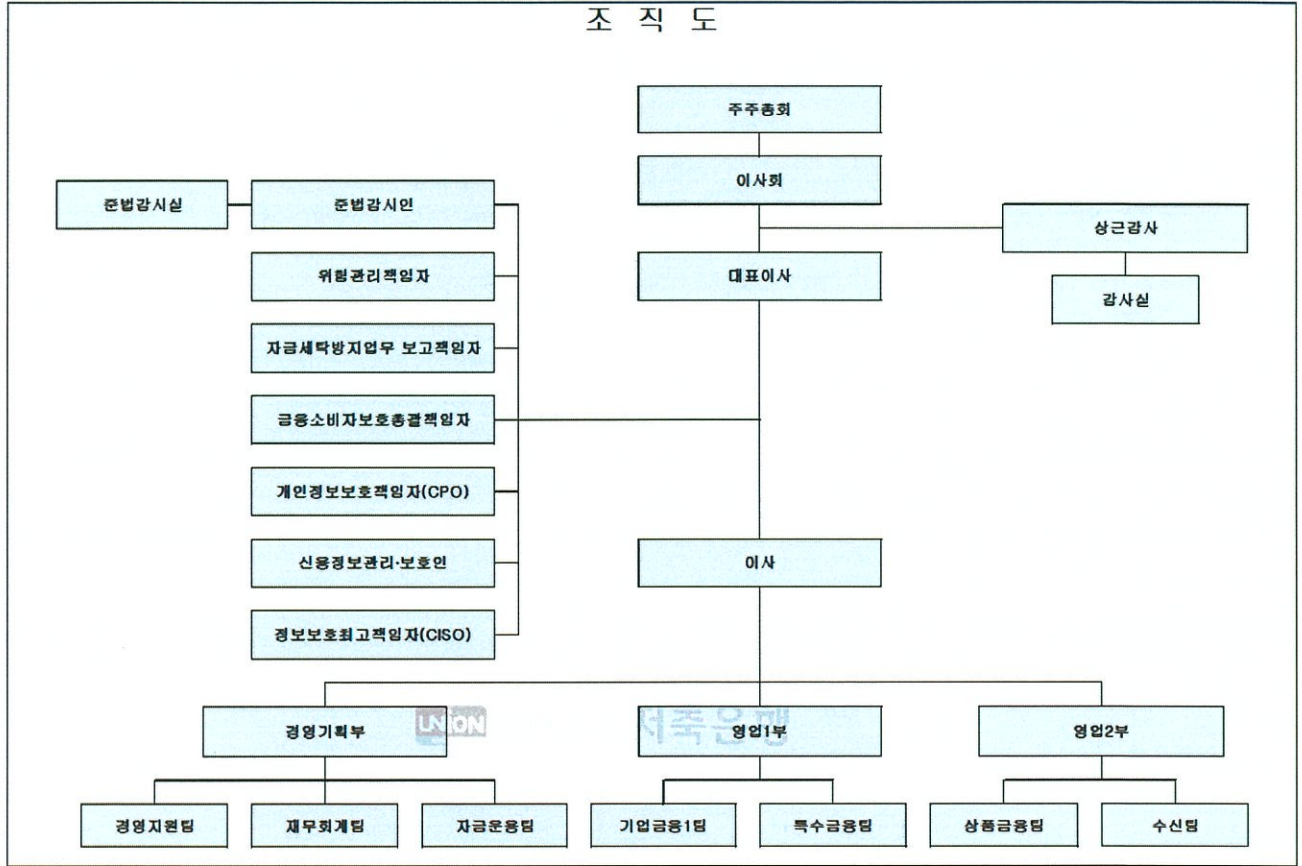 조 직 도
주주총회
이사회
준법감시실
준법감시인
상근감사
위험관리책임자
대표이사
감사실
자금세탁방지업무 보고책임자
금융소비자보호총괄책임자
개인정보보호책임자(CPO)
신용정보관리·보호인
이사
정보보호최고책임자(CISO)
경영기획부
UNION
저축은행
영업1부
영업2부
경영지원팀
재무회계팀
자금운용팀
기업금융1팀
특수금융팀
상품금융팀
수신팀